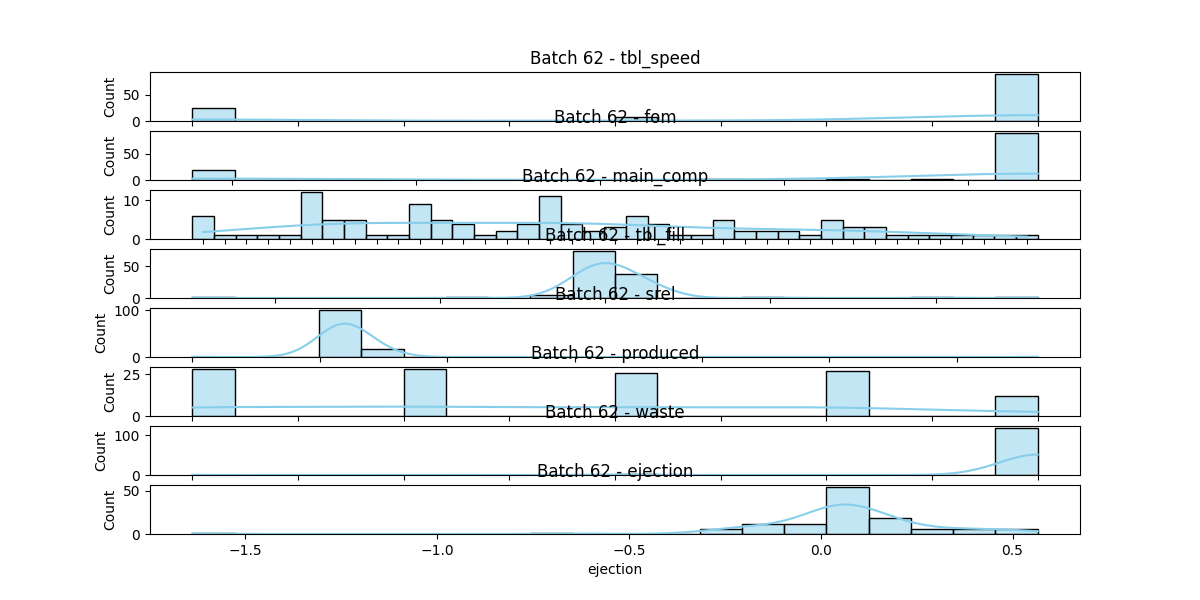 Batch 62 - tbl_speed
Count
50
0
Batch 62 - fom
Count
50
0
Batch 62 - main_comp
Count
10
0
Batch 62 - tbl_fill
Count
50
0
Batch 62 - srel
Count
100
0
Batch 62 - produced
Count
25
0
Batch 62 - waste
Count
100
0
Batch 62 - ejection
Count
50
0
−1.5 −1.0 −0.5 0.0 0.5
ejection